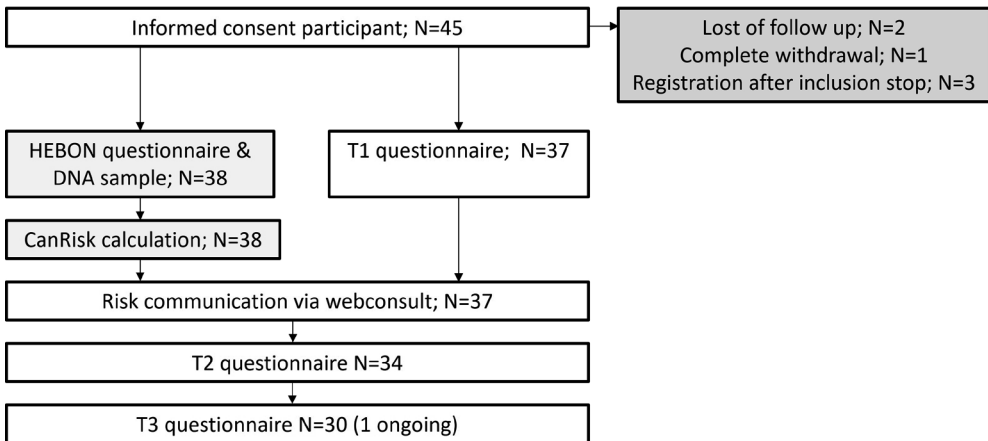 Informed consent participant; N=45
Lost of follow up; N=2
Complete withdrawal; N=1
Registration after inclusion stop; N=3
HEBON questionnaire &
DNA sample; N=38
T1 questionnaire; N=37
CanRisk calculation; N=38
Risk communication via webconsult; N=37
T2 questionnaire N=34
T3 questionnaire N=30 (1 ongoing)